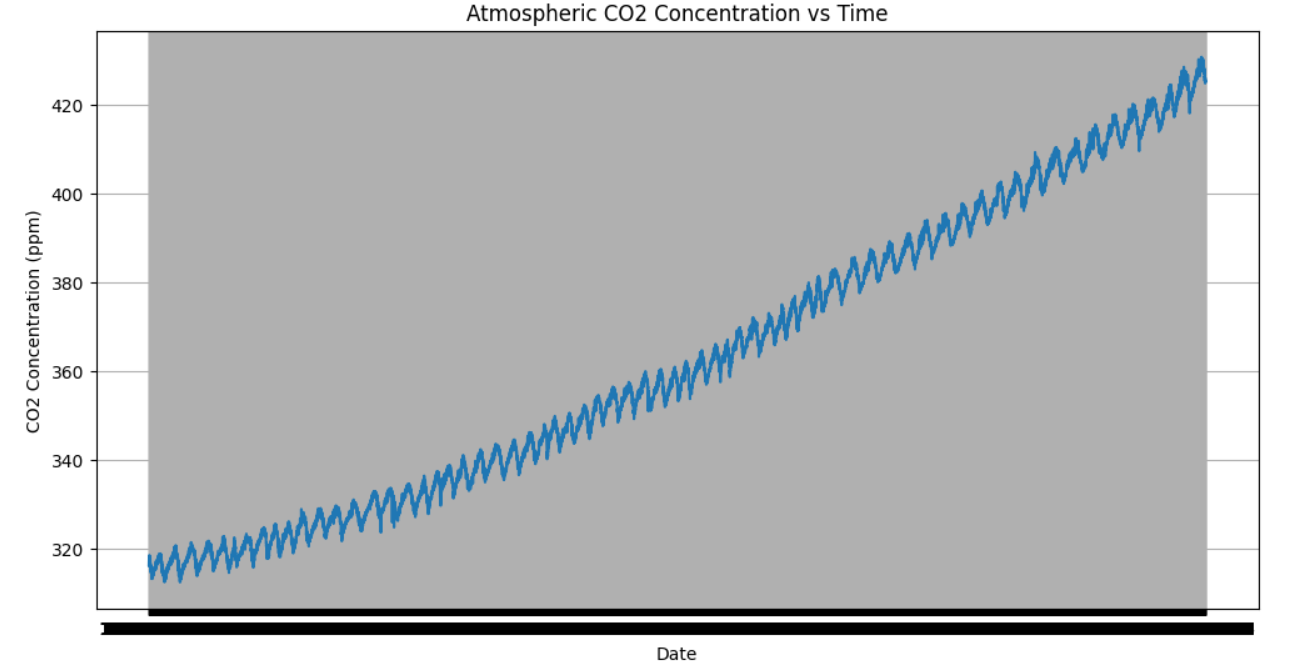 Atmospheric CO2 Concentration vs Time
420
400
380
360
340
320
CO2 Concentration (ppm)
Date